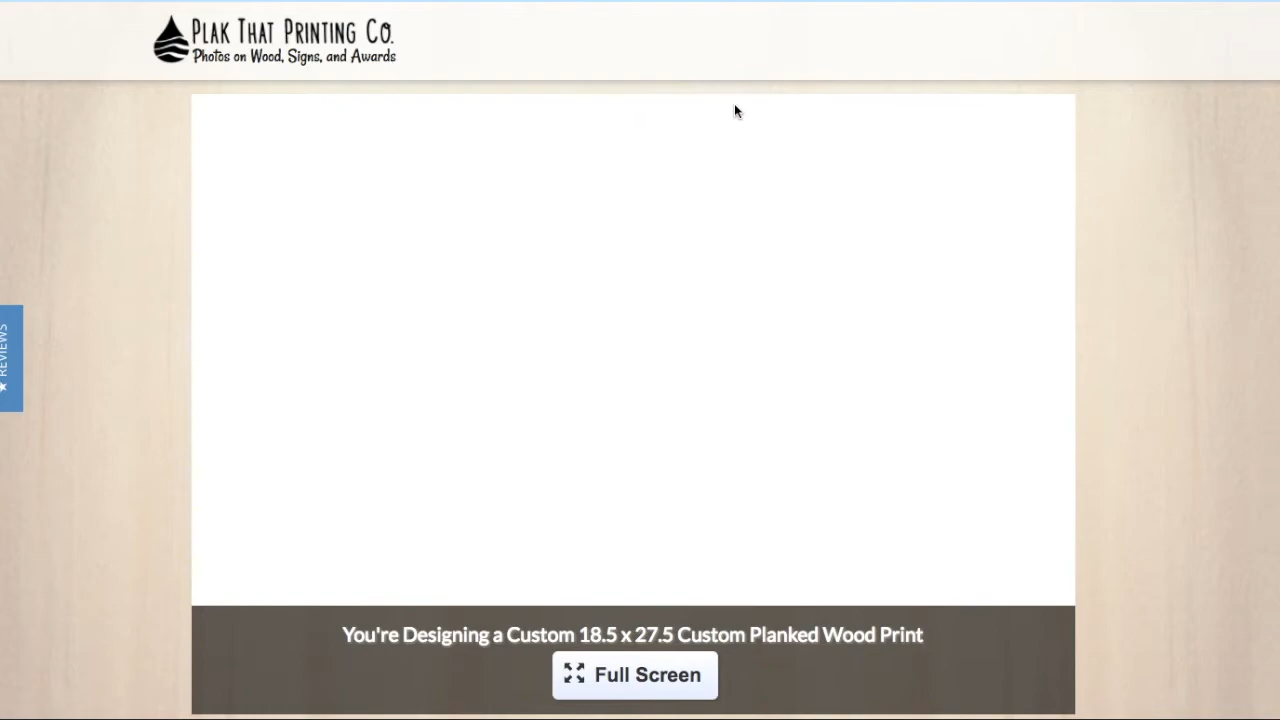 PLAK THAT PRINTING CO.
Photos on Wood, Signs, and Awards
★ REVIEWS
You're Designing a Custom 18.5 x 27.5 Custom Planked Wood Print
Full Screen